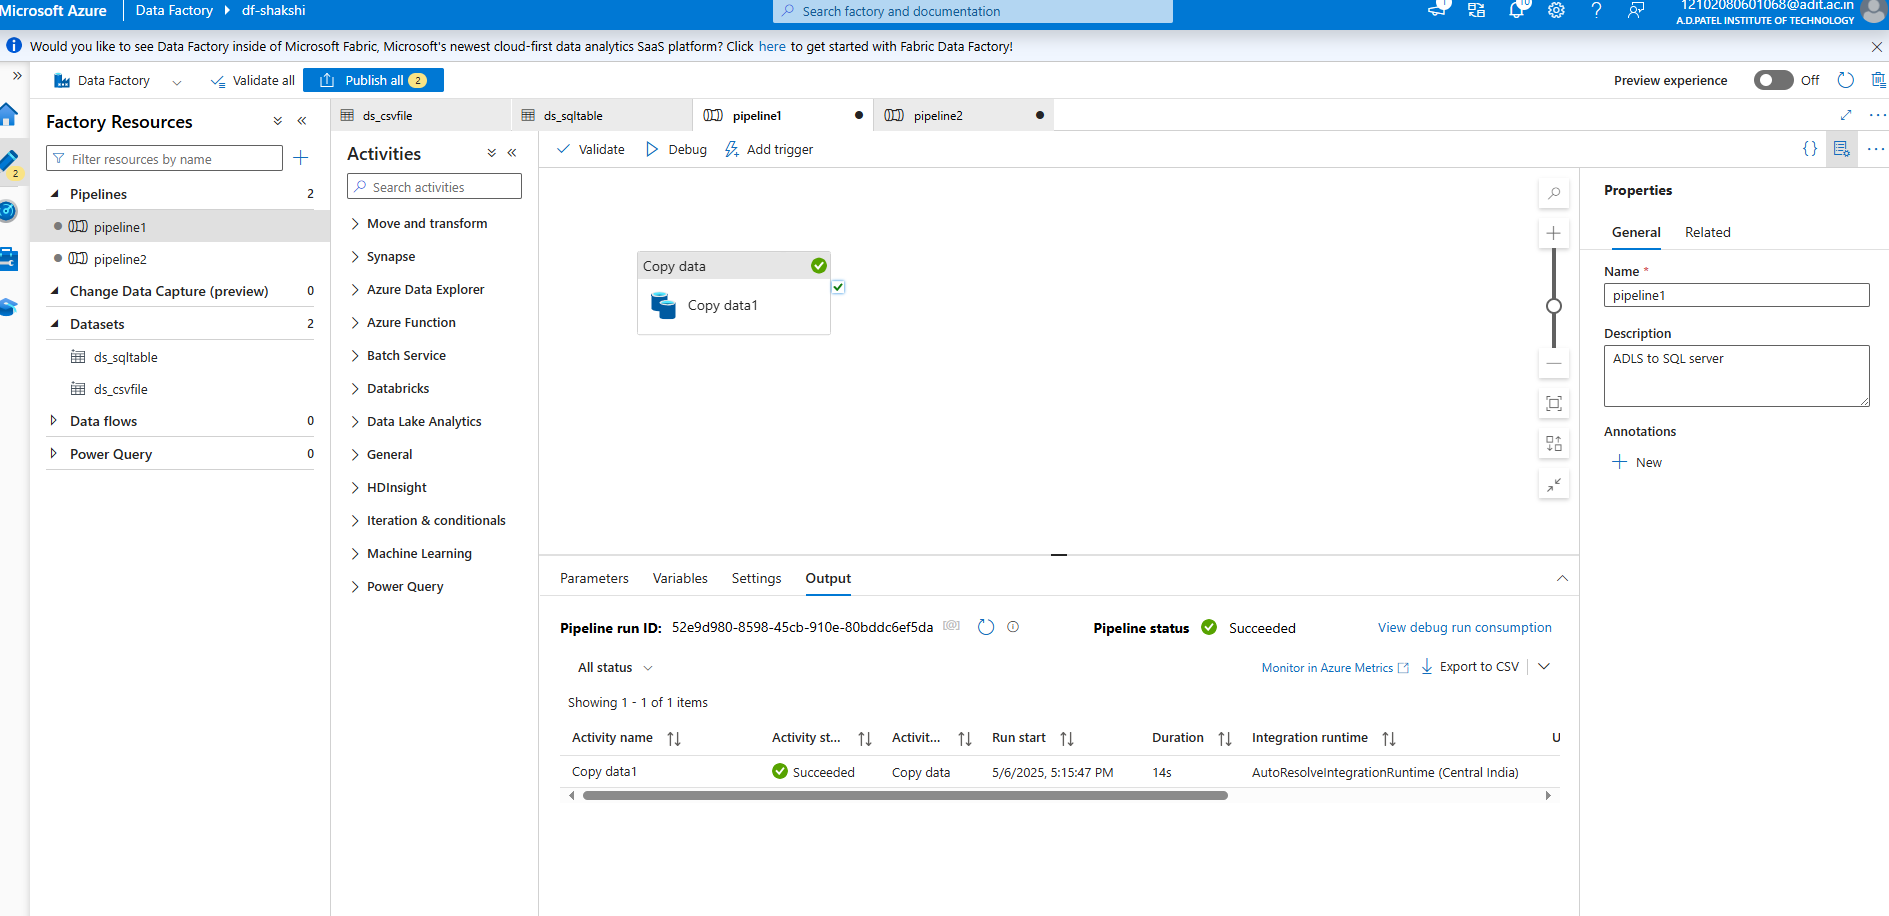 Microsoft Azure
Data Factory
df-shakshi
Search factory and documentation
1
10
12102080601068@adit.ac.in
A.D.PATEL INSTITUTE OF TECHNOLOGY
Would you like to see Data Factory inside of Microsoft Fabric, Microsoft's newest cloud-first data analytics SaaS platform? Click here to get started with Fabric Data Factory!
Data Factory
Validate all
Publish all 2
Preview experience
Off
2
Factory Resources
Filter resources by name
Pipelines 2
pipeline1
pipeline2
Change Data Capture (preview) 0
Datasets 2
ds_sqltable
ds_csvfile
Data flows 0
Power Query 0
ds_csvfile
ds_sqltable
pipeline1
pipeline2
Activities
Search activities
Move and transform
Synapse
Azure Data Explorer
Azure Function
Batch Service
Databricks
Data Lake Analytics
General
HDInsight
Iteration & conditionals
Machine Learning
Power Query
Validate
Debug
Add trigger
{}
Copy data
Copy data1
Parameters
Variables
Settings
Output
Pipeline run ID: 52e9d980-8598-45cb-910e-80bddc6ef5da
Pipeline status Succeeded
View debug run consumption
All status
Monitor in Azure Metrics
Export to CSV
Showing 1 - 1 of 1 items
Activity name Activity st... Activit... Run start Duration Integration runtime U
Copy data1 Succeeded Copy data 5/6/2025, 5:15:47 PM 14s AutoResolveIntegrationRuntime (Central India)
Properties
General
Related
Name *
pipeline1
Description
ADLS to SQL server
Annotations
New